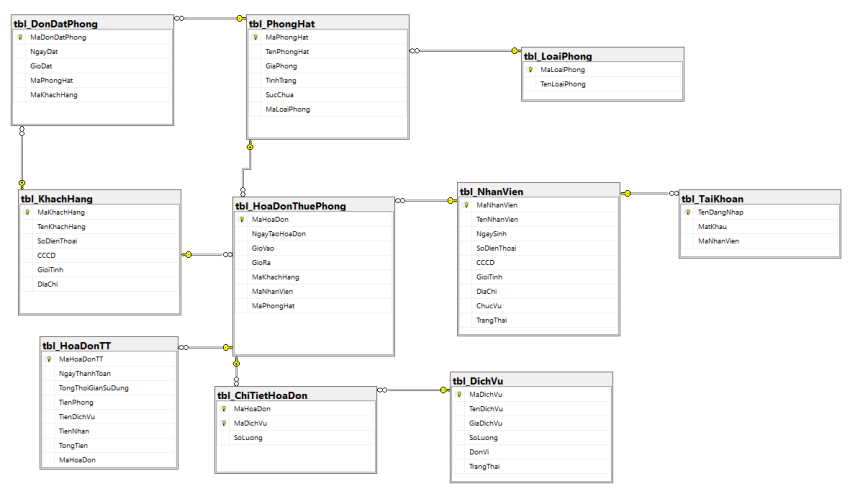 tbl_DonDatPhong
MaDonDatPhong
NgayDat
GioDat
MaPhongHat
MaKhachHang
tbl_PhongHat
MaPhongHat
TenPhongHat
GiaPhong
TinhTrang
SucChua
MaLoaiPhong
tbl_LoaiPhong
MaLoaiPhong
TenLoaiPhong
tbl_KhachHang
MaKhachHang
TenKhachHang
SoDienThoai
CCCD
GioiTinh
DiaChi
tbl_HoaDonThuePhong
MaHoaDon
NgayTaoHoaDon
GioVao
GioRa
MaKhachHang
MaNhanVien
MaPhongHat
tbl_NhanVien
MaNhanVien
TenNhanVien
NgaySinh
SoDienThoai
CCCD
GioiTinh
DiaChi
ChucVu
TrangThai
tbl_TaiKhoan
TenDangNhap
MatKhau
MaNhanVien
tbl_HoaDonTT
MaHoaDonTT
NgayThanhToan
TongThoiGianSuDung
TienPhong
TienDichVu
TienNhan
TongTien
MaHoaDon
tbl_ChiTietHoaDon
MaHoaDon
MaDichVu
SoLuong
tbl_DichVu
MaDichVu
TenDichVu
GiaDichVu
SoLuong
DonVi
TrangThai